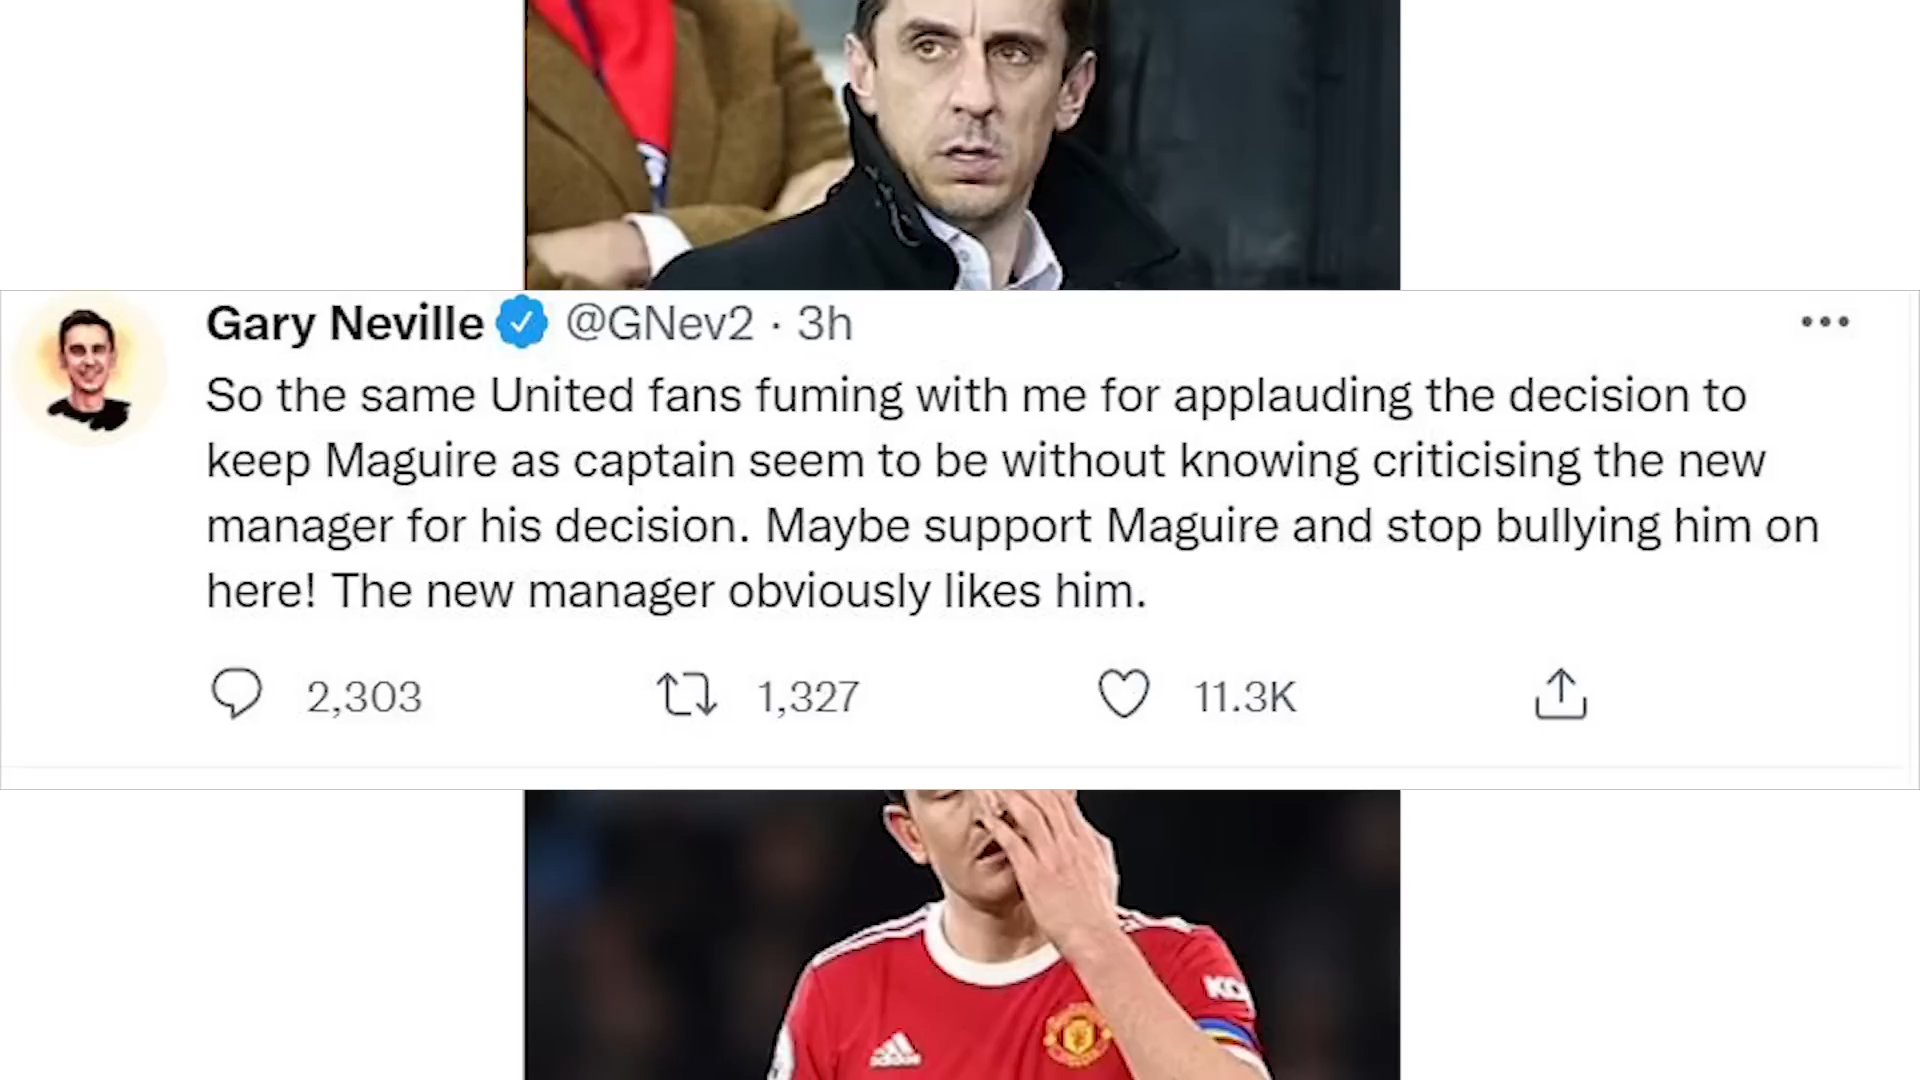 Gary Neville @GNev2 · 3h
So the same United fans fuming with me for applauding the decision to
keep Maguire as captain seem to be without knowing criticising the new
manager for his decision. Maybe support Maguire and stop bullying him on
here! The new manager obviously likes him.
2,303 1,327 11.3K
adidas